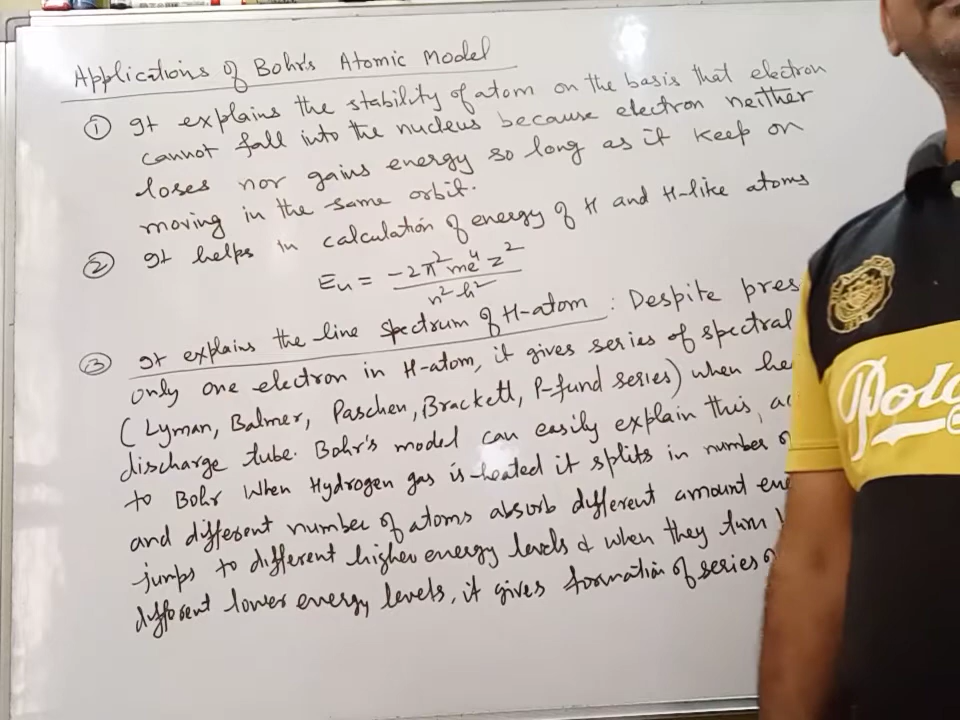 Applications of Bohr's Atomic Model
① It explains the stability of atom on the basis that electron
cannot fall into the nucleus because electron neither
loses nor gains energy so long as it keep on
moving in the same orbit.
② It helps in calculation of energy of H and H-like atoms
En = -2π²me⁴z² / n²h²
③ It explains the line spectrum of H-atom : Despite pres
only one electron in H-atom, it gives series of spectral
(Lyman, Balmer, Paschen, Brackett, P-fund series) when he
discharge tube. Bohr's model can easily explain this, ac
to Bohr when Hydrogen gas is heated it splits in number o
and different number of atoms absorb different amount ene
jumps to different higher energy levels & when they turn
different lower energy levels, it gives formation of series o
Polo